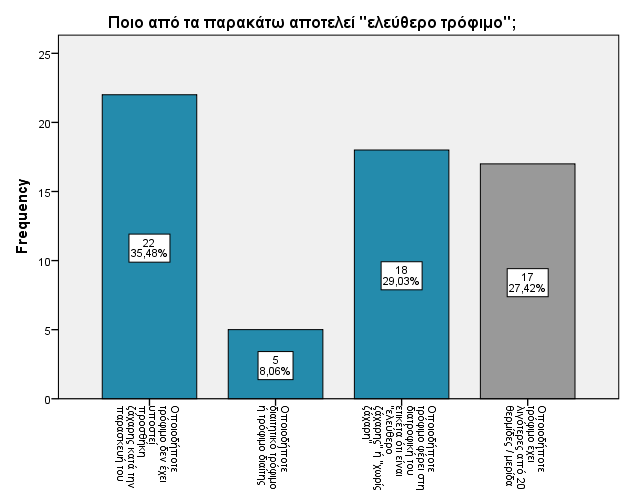 Ποιο από τα παρακάτω αποτελεί "ελεύθερο τρόφιμο";
Frequency
25
20
15
10
5
0
22
35,48%
5
8,06%
18
29,03%
17
27,42%
Οποιοδήποτε
τρόφιμο δεν έχει
υποστεί
προσθήκη
ζάχαρης κατά την
παρασκευή του
Οποιοδήποτε
διαιτητικό τρόφιμο
ή τρόφιμο δίαιτης
Οποιοδήποτε
τρόφιμο φέρει στη
διατροφική του
ετικέτα ότι είναι
"ελεύθερο
ζάχαρης" ή "χωρίς
ζάχαρη"
Οποιοδήποτε
τρόφιμο έχει
λιγότερες από 20
θερμίδες / μερίδα